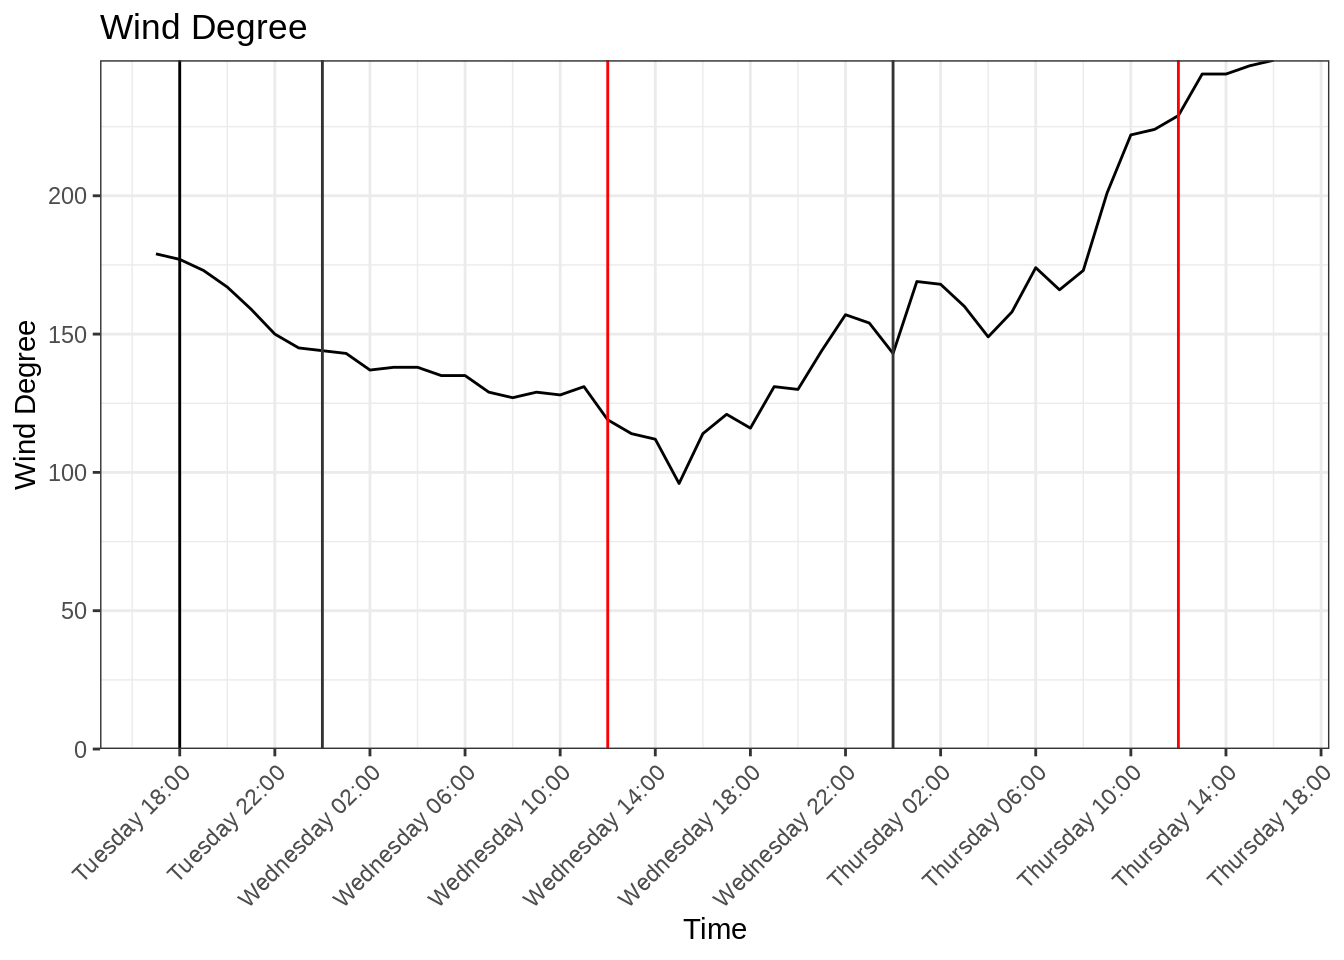 Wind Degree
Wind Degree
200
150
100
50
0
Tuesday 18:00
Tuesday 22:00
Wednesday 02:00
Wednesday 06:00
Wednesday 10:00
Wednesday 14:00
Wednesday 18:00
Wednesday 22:00
Thursday 02:00
Thursday 06:00
Thursday 10:00
Thursday 14:00
Thursday 18:00
Time